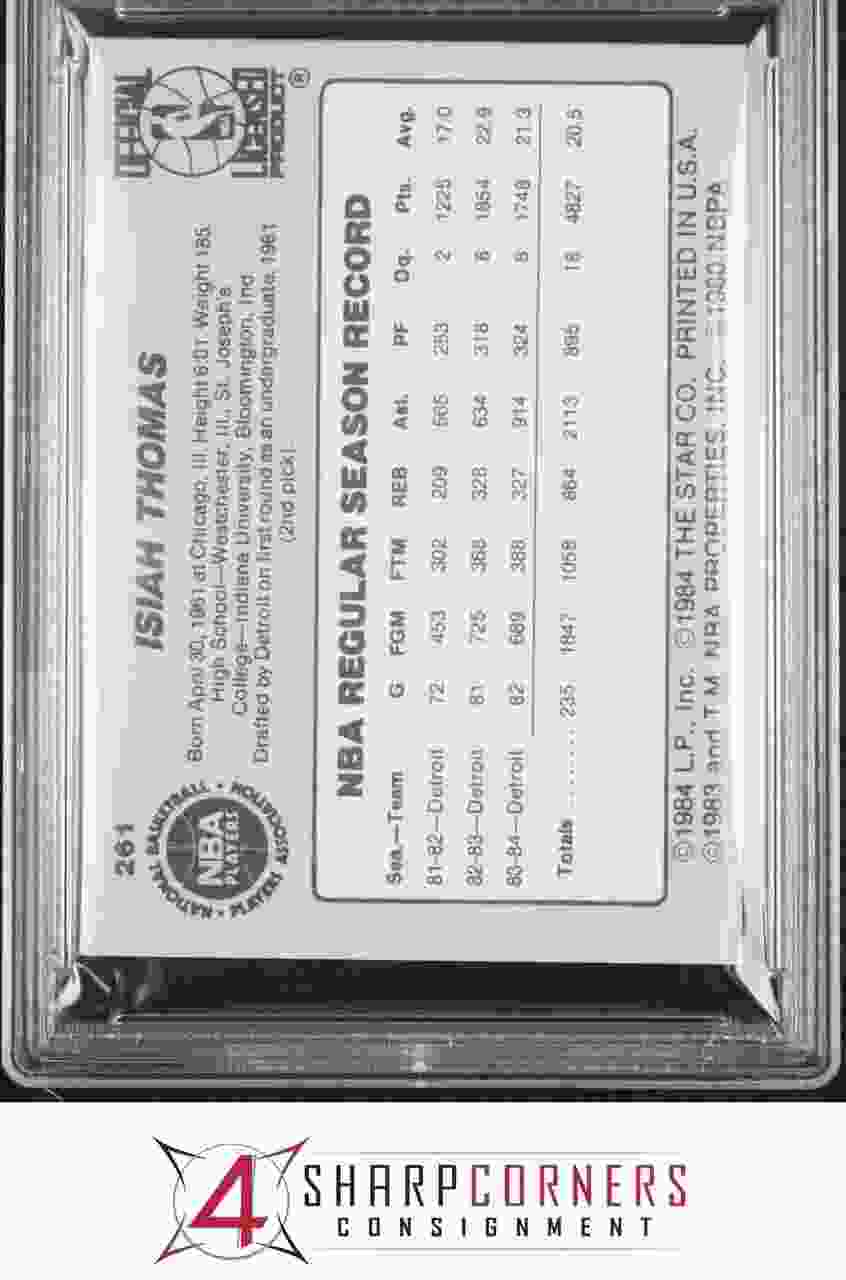 261
ISIAH THOMAS
OFFICIAL
LICENSED
PRODUCT ®
Born April 30, 1961 at Chicago, Ill. Height 6:01. Weight 185.
High School—Westchester, Ill., St. Joseph's
College—Indiana University, Bloomington, Ind.
Drafted by Detroit on first round as an undergraduate, 1981
(2nd pick).
NATIONAL BASKETBALL
NBA
PLAYERS
PLAYERS ASSOCIATION
NBA REGULAR SEASON RECORD
Sea.—Team G FGM FTM REB Ast. PF Dq. Pts. Avg.
81-82—Detroit 72 453 302 209 565 253 2 1225 17.0
82-83—Detroit 81 725 368 328 634 318 8 1854 22.9
83-84—Detroit 82 669 388 327 914 324 8 1748 21.3
Totals ........ 235 1847 1058 864 2113 895 18 4827 20.5
©1984 L.P., Inc. ©1984 THE STAR CO. PRINTED IN U.S.A.
©1983 and T.M. NBA PROPERTIES, INC. NBPA
4
SHARPCORNERS
CONSIGNMENT